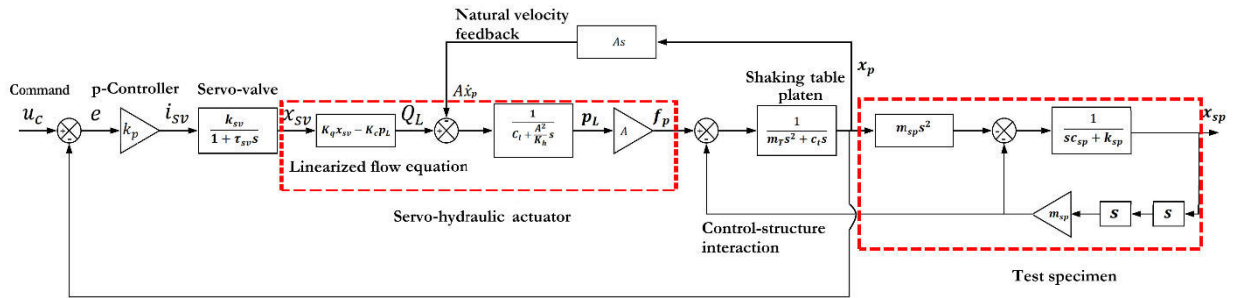 Natural velocity
feedback
As
x_p
Command
u_c
e
p-Controller
k_p
i_sv
Servo-valve
k_sv
1 + τ_sv s
x_sv
K_q x_sv − K_c p_L
Linearized flow equation
Q_L
Aẋ_p
1
C_l + A²/K_h s
p_L
A
f_p
Shaking table
platen
1
m_T s² + c_t s
m_sp s²
1
sc_sp + k_sp
x_sp
m_sp
s
s
Servo-hydraulic actuator
Control-structure
interaction
Test specimen